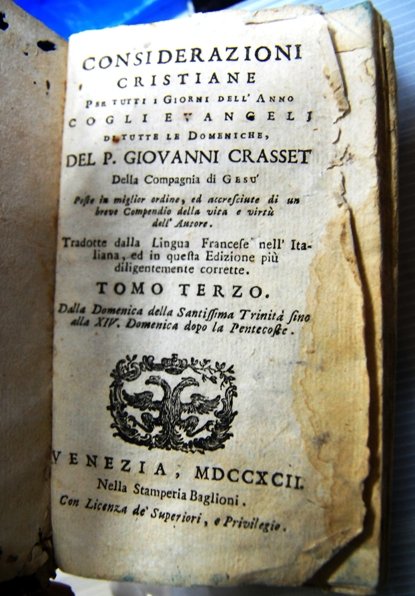 CONSIDERAZIONI
CRISTIANE
PER TUTTI I GIORNI DELL' ANNO
COGLI EVANGELJ
DI TUTTE LE DOMENICHE,
DEL P. GIOVANNI CRASSET
Della Compagnia di GESU'
Poste in miglior ordine, ed accresciute di un
breve Compendio della vita e virtù
dell' Autore.
Tradotte dalla Lingua Francese nell' Ita-
liana, ed in questa Edizione più
diligentemente corrette.
TOMO TERZO.
Dalla Domenica della Santissima Trinità sino
alla XIV. Domenica dopo la Pentecoste.
VENEZIA, MDCCXCII.
Nella Stamperia Baglioni.
Con Licenza de' Superiori, e Privilegio.